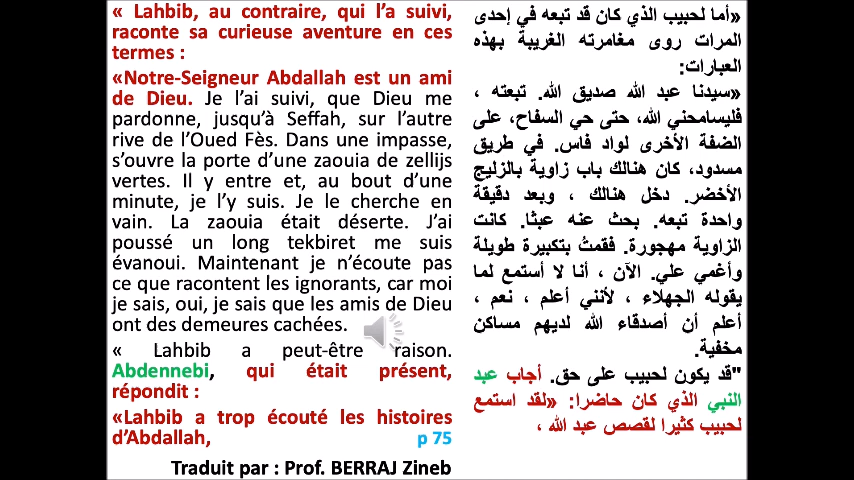 « Lahbib, au contraire, qui l'a suivi,
raconte sa curieuse aventure en ces
termes :
«Notre-Seigneur Abdallah est un ami
de Dieu. Je l'ai suivi, que Dieu me
pardonne, jusqu'à Seffah, sur l'autre
rive de l'Oued Fès. Dans une impasse,
s'ouvre la porte d'une zaouia de zellijs
vertes. Il y entre et, au bout d'une
minute, je l'y suis. Je le cherche en
vain. La zaouia était déserte. J'ai
poussé un long tekbiret me suis
évanoui. Maintenant je n'écoute pas
ce que racontent les ignorants, car moi
je sais, oui, je sais que les amis de Dieu
ont des demeures cachées.
« Lahbib a peut-être raison.
Abdennebi, qui était présent,
répondit :
«Lahbib a trop écouté les histoires
d'Abdallah, p 75
Traduit par : Prof. BERRAJ Zineb
«أما لحبيب الذي كان قد تبعه في إحدى
المرات روى مغامرته الغريبة بهذه
العبارات:
«سيدنا عبد الله صديق الله. تبعته ،
فليسامحني الله، حتى حي السفاح، على
الضفة الأخرى لواد فاس. في طريق
مسدود، كان هنالك باب زاوية بالزليج
الأخضر. دخل هنالك ، وبعد دقيقة
واحدة تبعه. بحث عنه عبثا. كانت
الزاوية مهجورة. فقمتُ بتكبيرة طويلة
وأغمي علي. الآن ، أنا لا أستمع لما
يقوله الجهلاء ، لأنني أعلم ، نعم ،
أعلم أن أصدقاء الله لديهم مساكن
مخفية.
"قد يكون لحبيب على حق. أجاب عبد
النبي الذي كان حاضرا: «لقد استمع
لحبيب كثيرا لقصص عبد الله ،